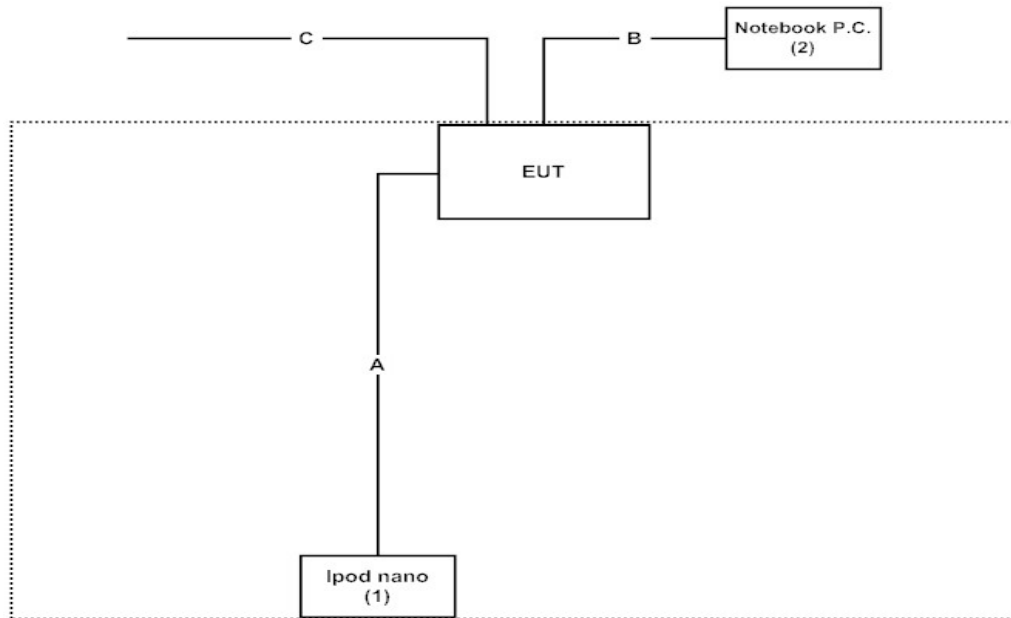 C
B
Notebook P.C.
(2)
EUT
A
Ipod nano
(1)